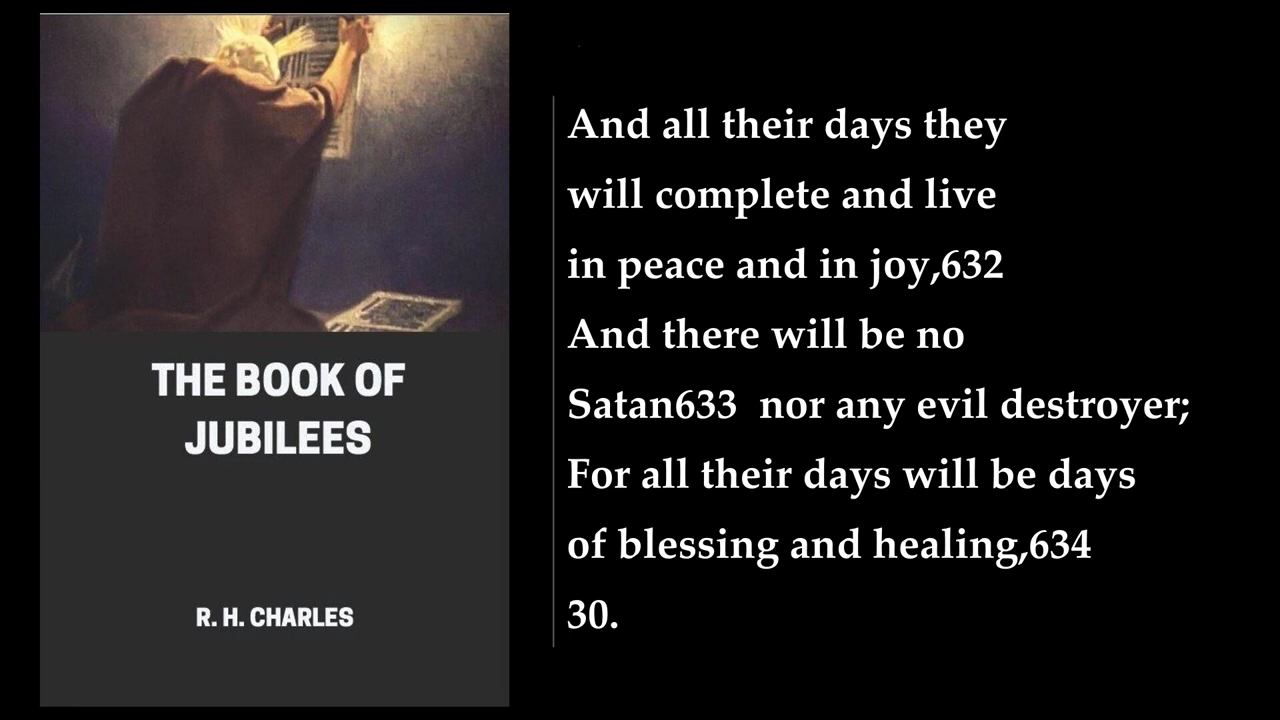 THE BOOK OF
JUBILEES
R. H. CHARLES
And all their days they
will complete and live
in peace and in joy,632
And there will be no
Satan633  nor any evil destroyer;
For all their days will be days
of blessing and healing,634
30.